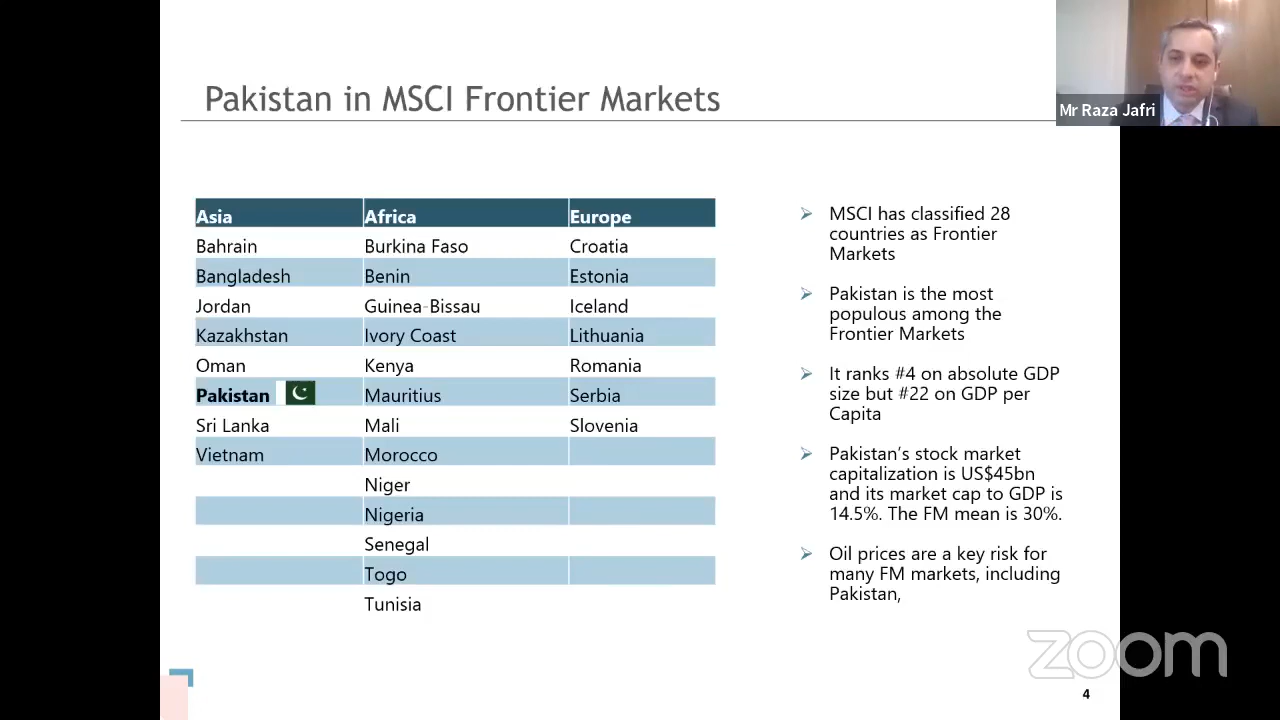 Pakistan in MSCI Frontier Markets
Mr Raza Jafri
Asia Africa Europe
Bahrain Burkina Faso Croatia
Bangladesh Benin Estonia
Jordan Guinea-Bissau Iceland
Kazakhstan Ivory Coast Lithuania
Oman Kenya Romania
Pakistan Mauritius Serbia
Sri Lanka Mali Slovenia
Vietnam Morocco
Niger
Nigeria
Senegal
Togo
Tunisia
MSCI has classified 28
countries as Frontier
Markets
Pakistan is the most
populous among the
Frontier Markets
It ranks #4 on absolute GDP
size but #22 on GDP per
Capita
Pakistan’s stock market
capitalization is US$45bn
and its market cap to GDP is
14.5%. The FM mean is 30%.
Oil prices are a key risk for
many FM markets, including
Pakistan,
zoom
4